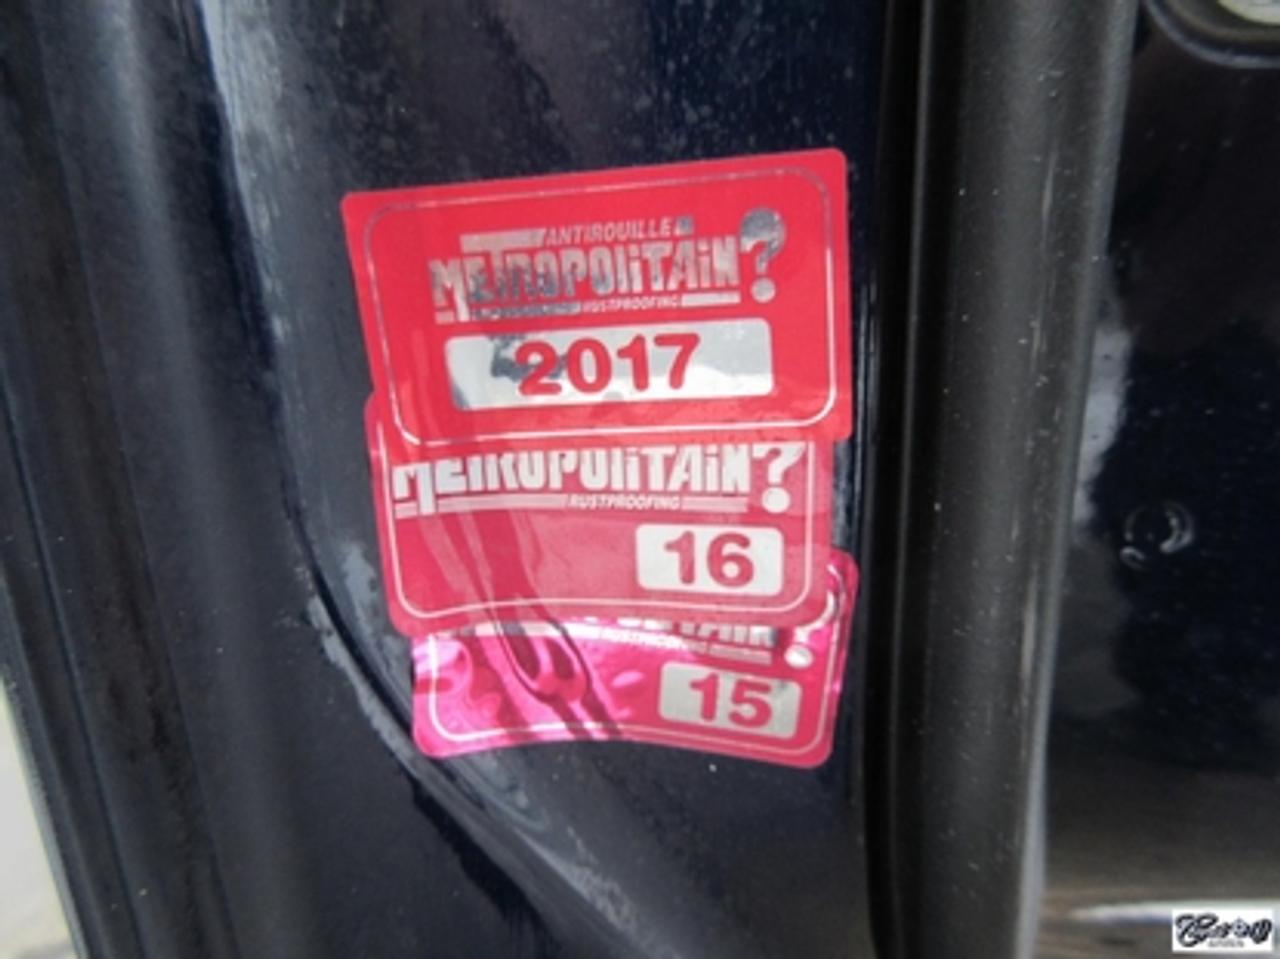 ANTIROUILLE
METROPOLITAIN?
RUSTPROOFING
2017
METROPOLITAIN?
RUSTPROOFING
16
RUSTPROOFING
15